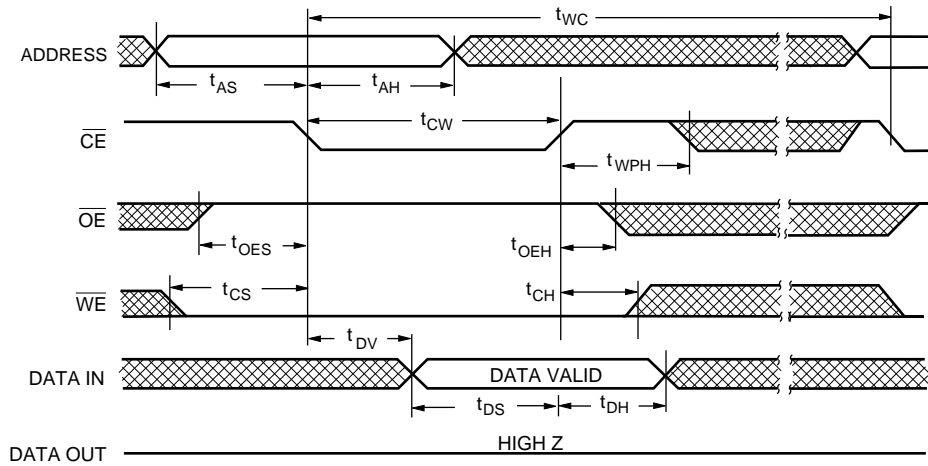 tWC
ADDRESS
tAS
tAH
tCW
CE
tWPH
OE
tOES
tOEH
tCS
tCH
WE
tDV
DATA IN
DATA VALID
tDS
tDH
HIGH Z
DATA OUT